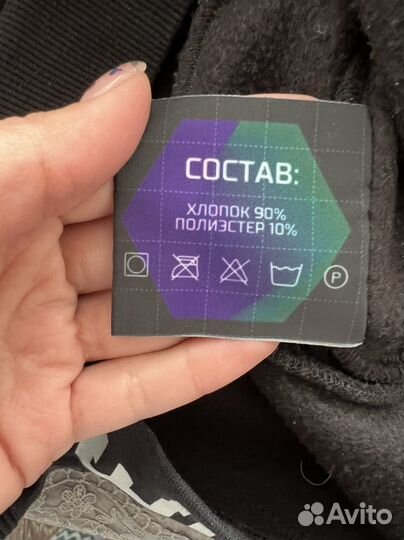 СОСТАВ:
ХЛОПОК 90%
ПОЛИЭСТЕР 10%
P
Avito